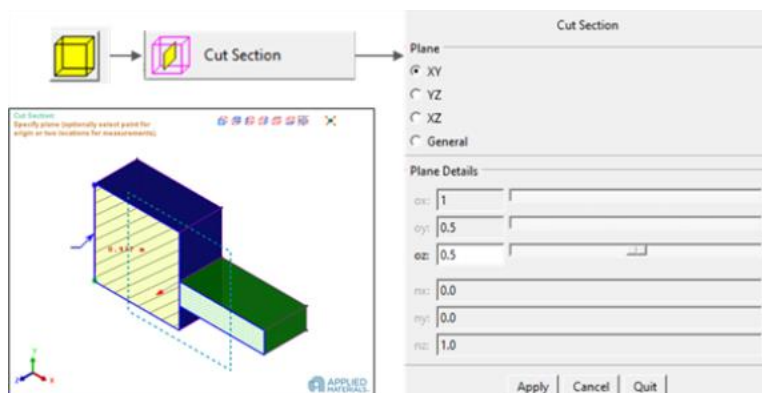 Cut Section
Cut Section
Plane
XY
YZ
XZ
General
Plane Details
ox: 1
oy: 0.5
oz: 0.5
nx: 0.0
ny: 0.0
nz: 1.0
Apply Cancel Quit
Cut Section
Specify plane (optionally select point for
origin or two locations for measurements).
Y
Z X
APPLIED
MATERIALS